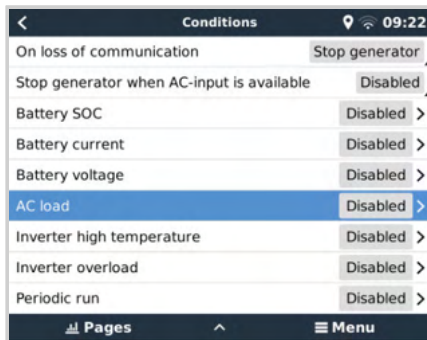 Conditions 09:22
On loss of communication Stop generator
Stop generator when AC-input is available Disabled
Battery SOC Disabled
Battery current Disabled
Battery voltage Disabled
AC load Disabled
Inverter high temperature Disabled
Inverter overload Disabled
Periodic run Disabled
Pages Menu